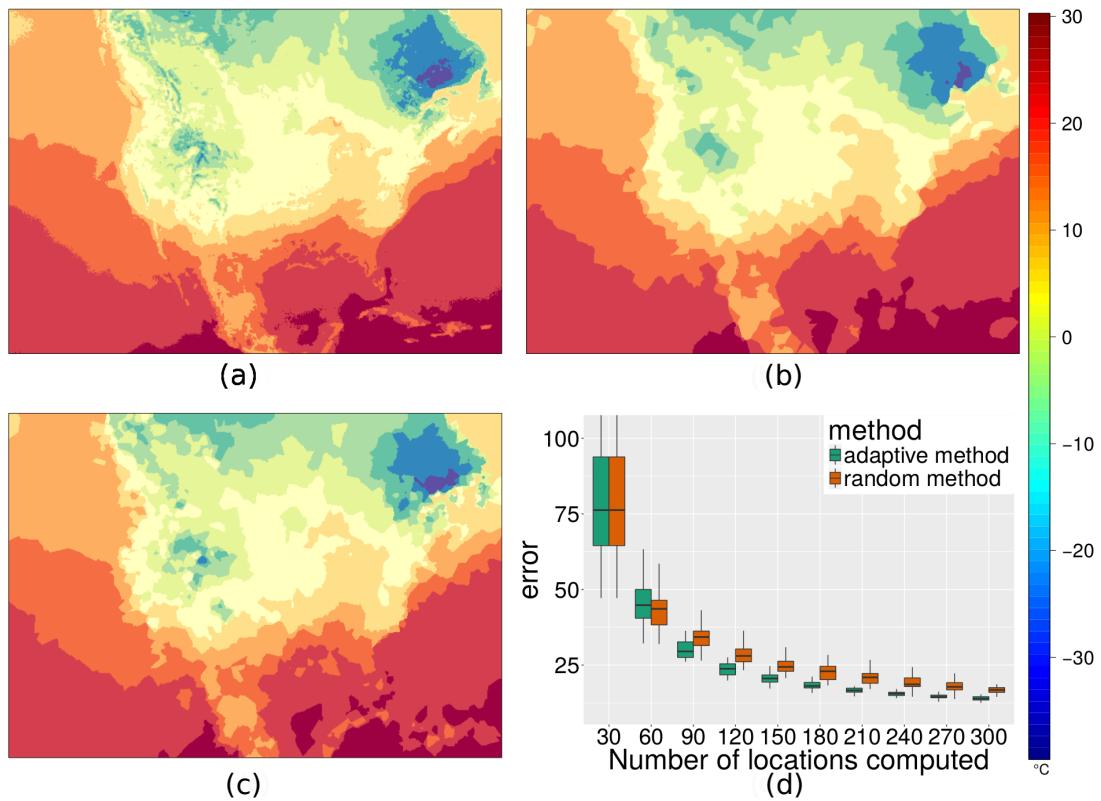 30
20
10
0
−10
−20
−30
°C
(a)
(b)
(c)
method
adaptive method
random method
100
75
50
25
error
30 60 90 120 150 180 210 240 270 300
Number of locations computed
(d)